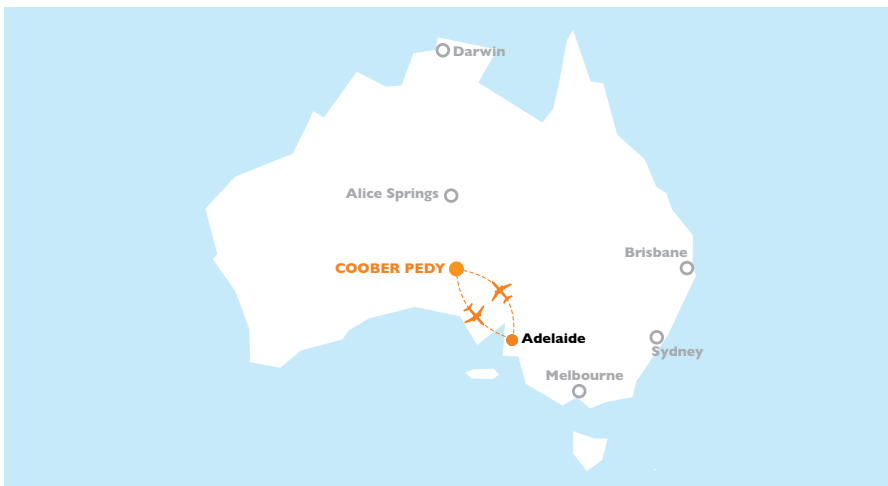 Darwin
Alice Springs
Brisbane
COOBER PEDY
Adelaide
Sydney
Melbourne